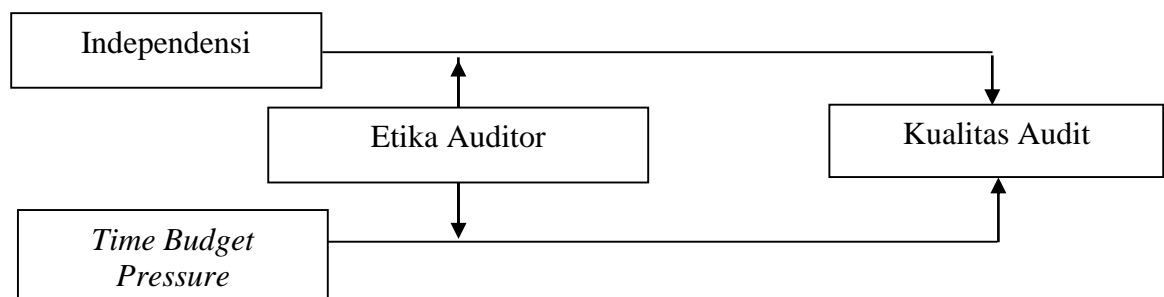 Independensi
Etika Auditor
Kualitas Audit
Time Budget
Pressure